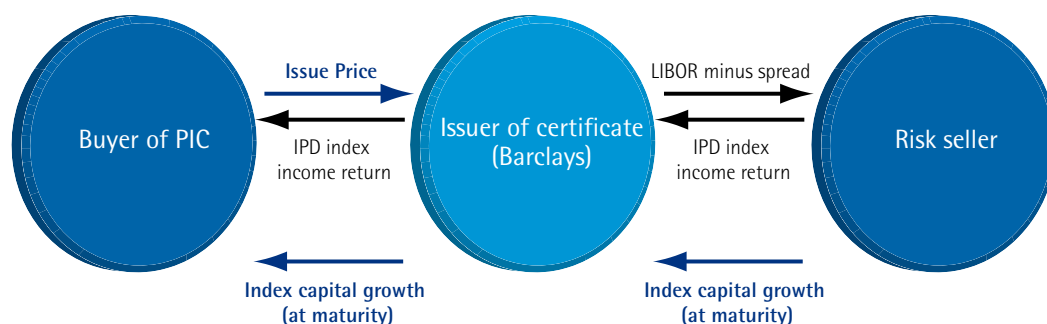 Issue Price
LIBOR minus spread
Buyer of PIC
Issuer of certificate
(Barclays)
Risk seller
IPD index
income return
IPD index
income return
Index capital growth
(at maturity)
Index capital growth
(at maturity)